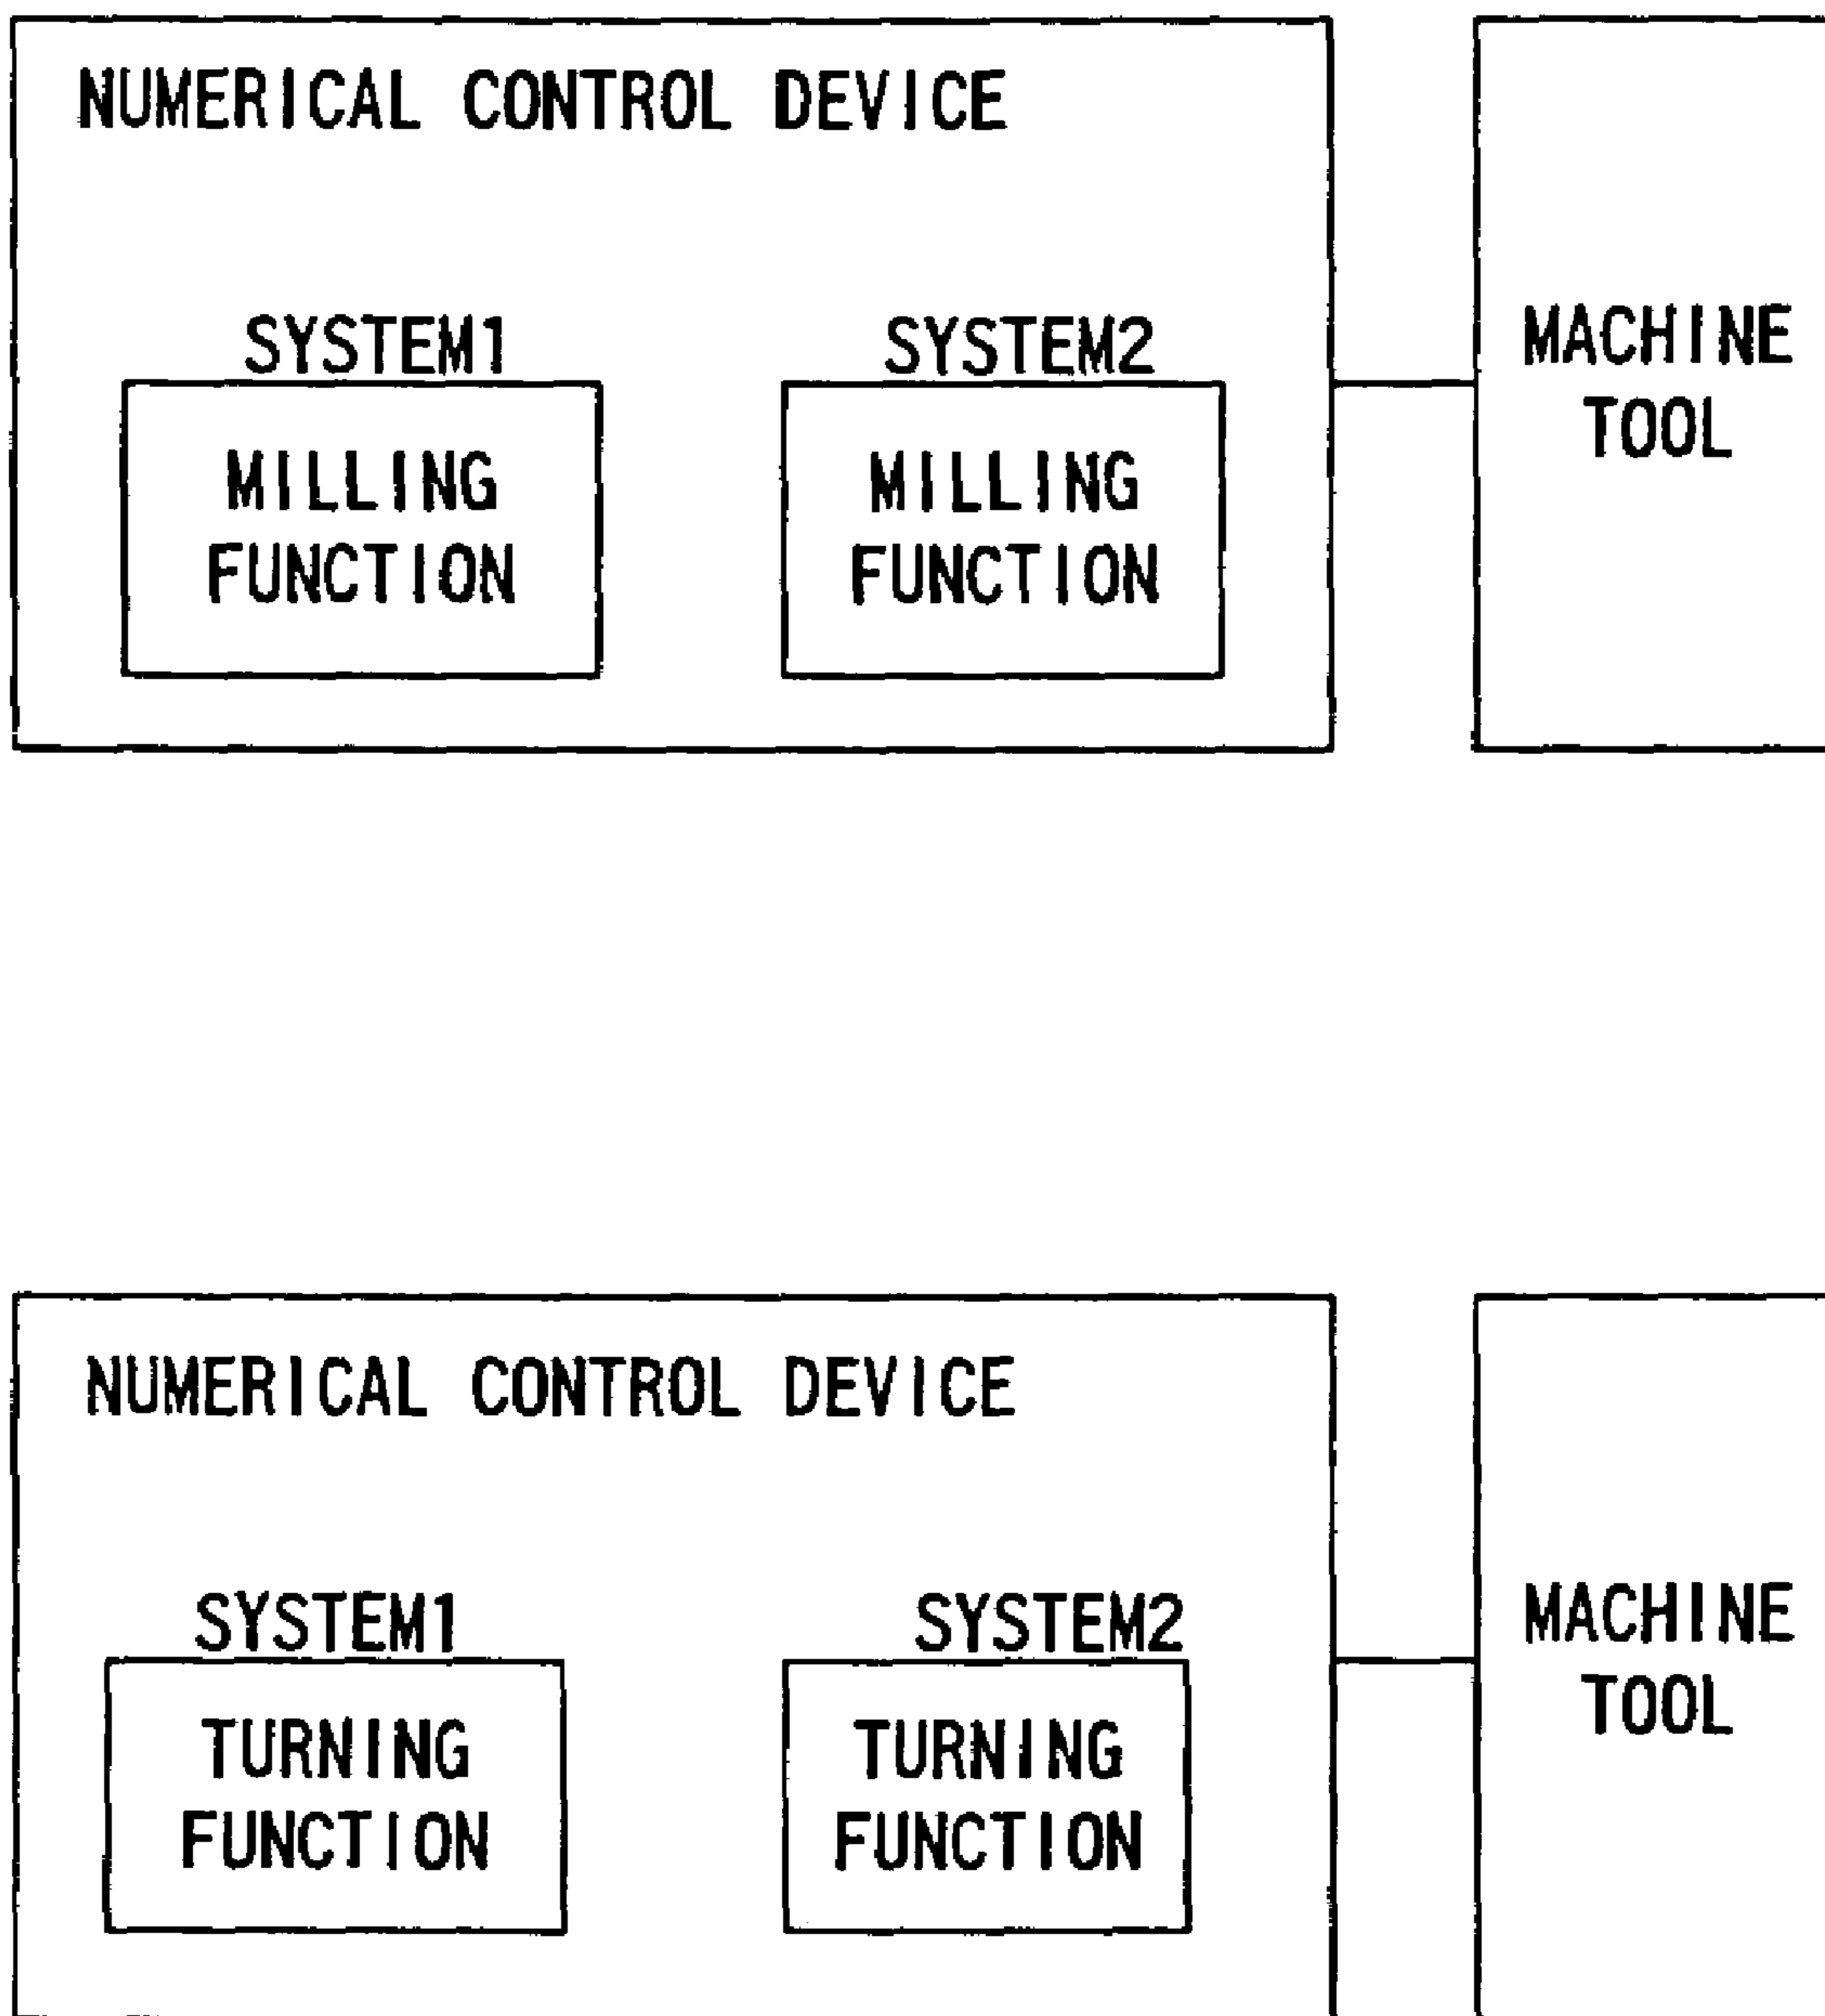 NUMERICAL CONTROL DEVICE
SYSTEM1
MILLING
FUNCTION
SYSTEM2
MILLING
FUNCTION
MACHINE
TOOL
NUMERICAL CONTROL DEVICE
SYSTEM1
TURNING
FUNCTION
SYSTEM2
TURNING
FUNCTION
MACHINE
TOOL